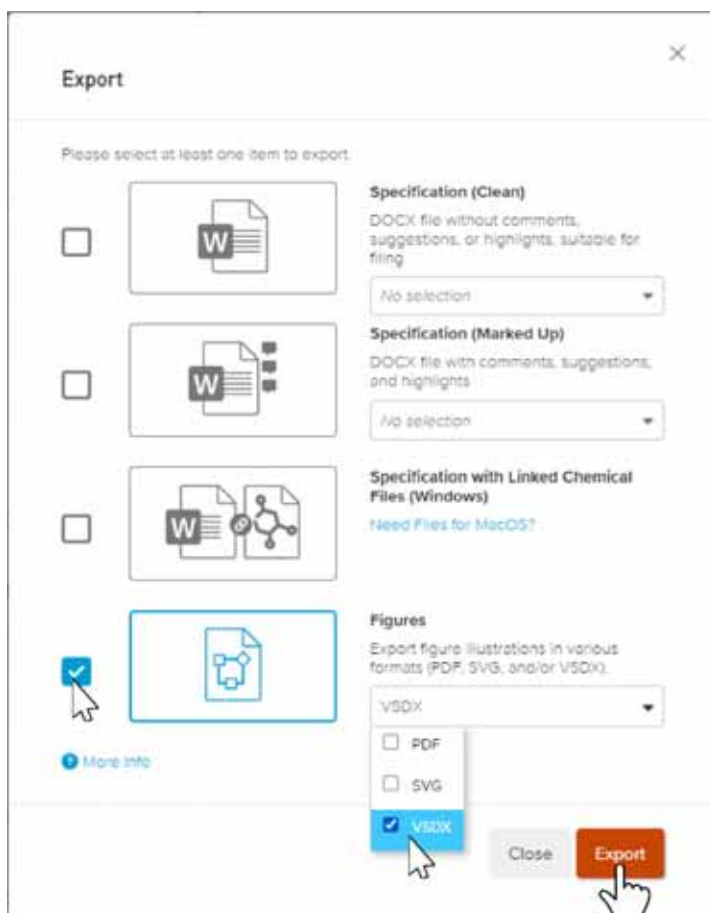 Export
Please select at least one item to export
Specification (Clean)
DOCX file without comments,
suggestions, or highlights, suitable for
filing
W
No selection
Specification (Marked Up)
DOCX file with comments, suggestions,
and highlights
W
No selection
Specification with Linked Chemical
Files (Windows)
W
Need Files for MacOS?
Figures
Export figure illustrations in various
formats (PDF, SVG, and/or VSDX).
VSDX
PDF
? More Info
SVG
VSDX
Close
Export